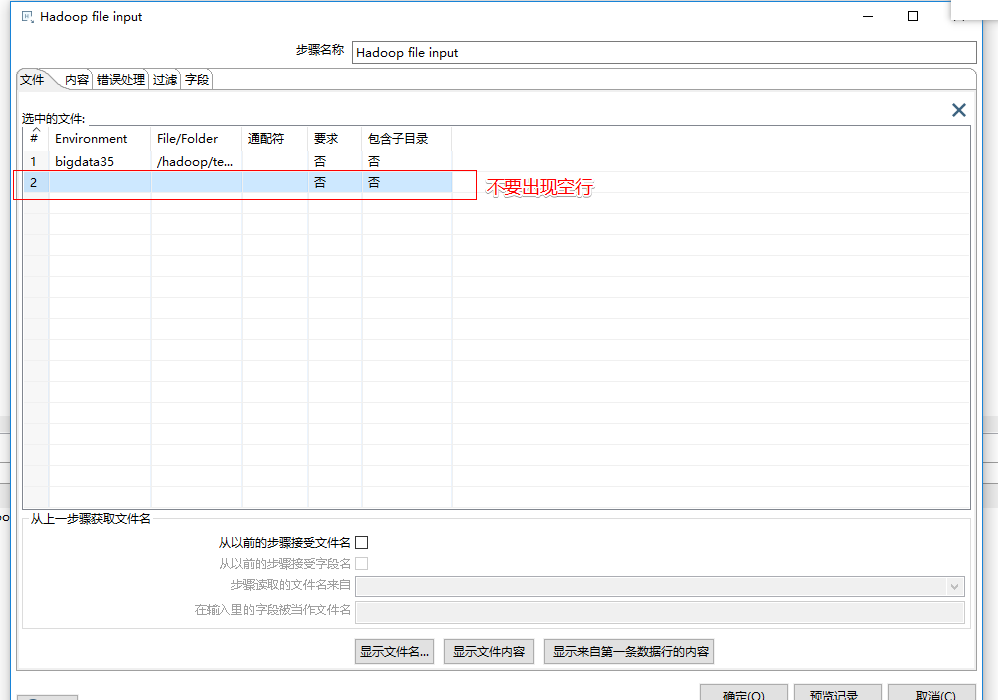 Hadoop file input
步骤名称 Hadoop file input
文件 内容 错误处理 过滤 字段
选中的文件:
# Environment File/Folder 通配符 要求 包含子目录
1 bigdata35 /hadoop/te... 否 否
2 否 否 不要出现空行
从上一步骤获取文件名
从以前的步骤接受文件名
从以前的步骤接受字段名
步骤读取的文件名来自
在输入里的字段被当作文件名
显示文件名... 显示文件内容 显示来自第一条数据行的内容
确定(O) 预览记录 取消(C)